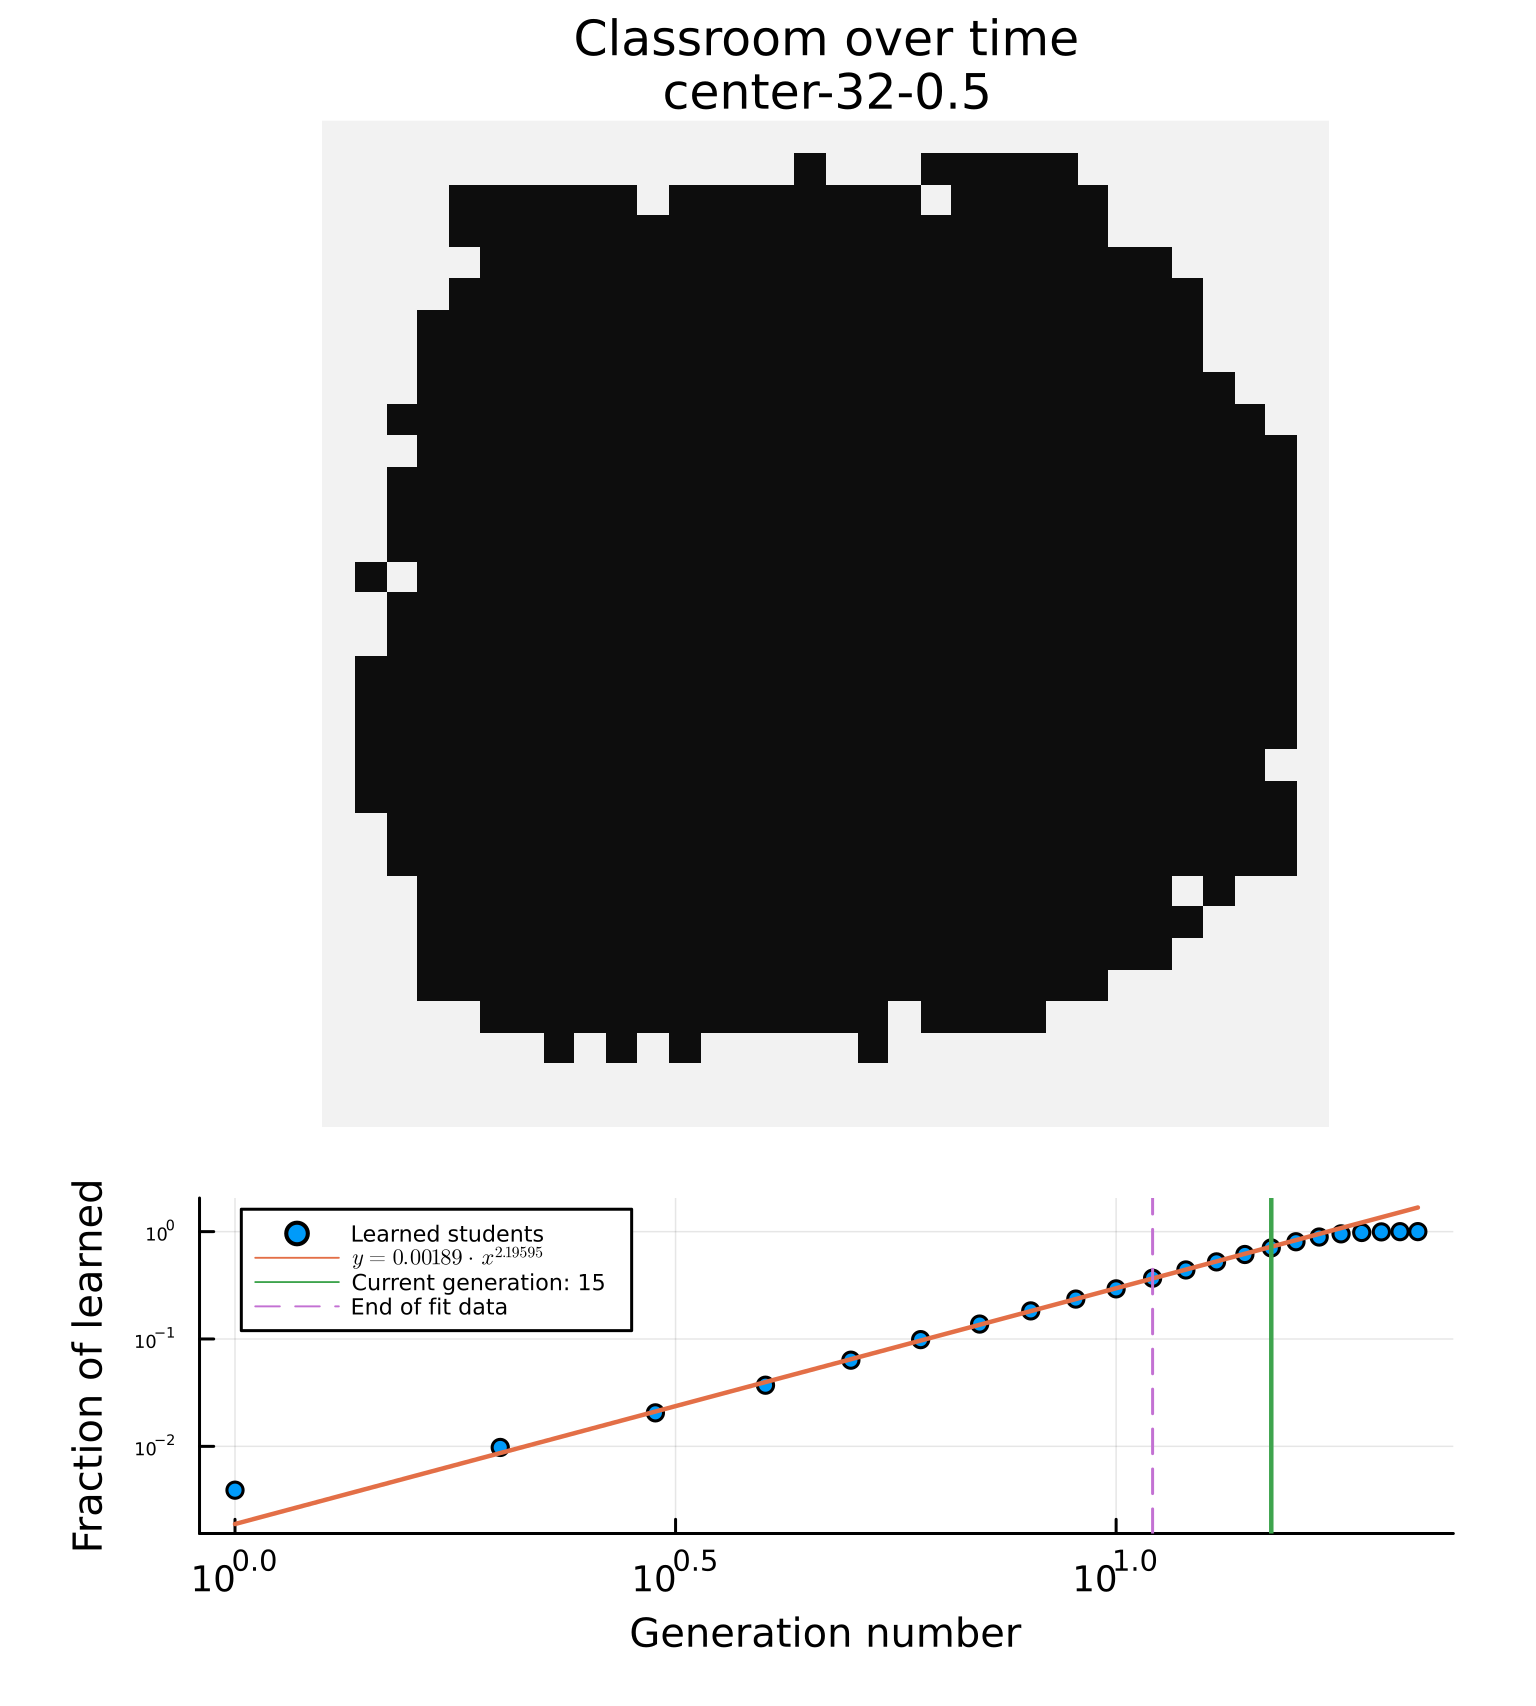 Classroom over time
center-32-0.5
Fraction of learned
10^0
10^−1
10^−2
Learned students
y = 0.00189 · x^2.19595
Current generation: 15
End of fit data
10^0.0
10^0.5
10^1.0
Generation number